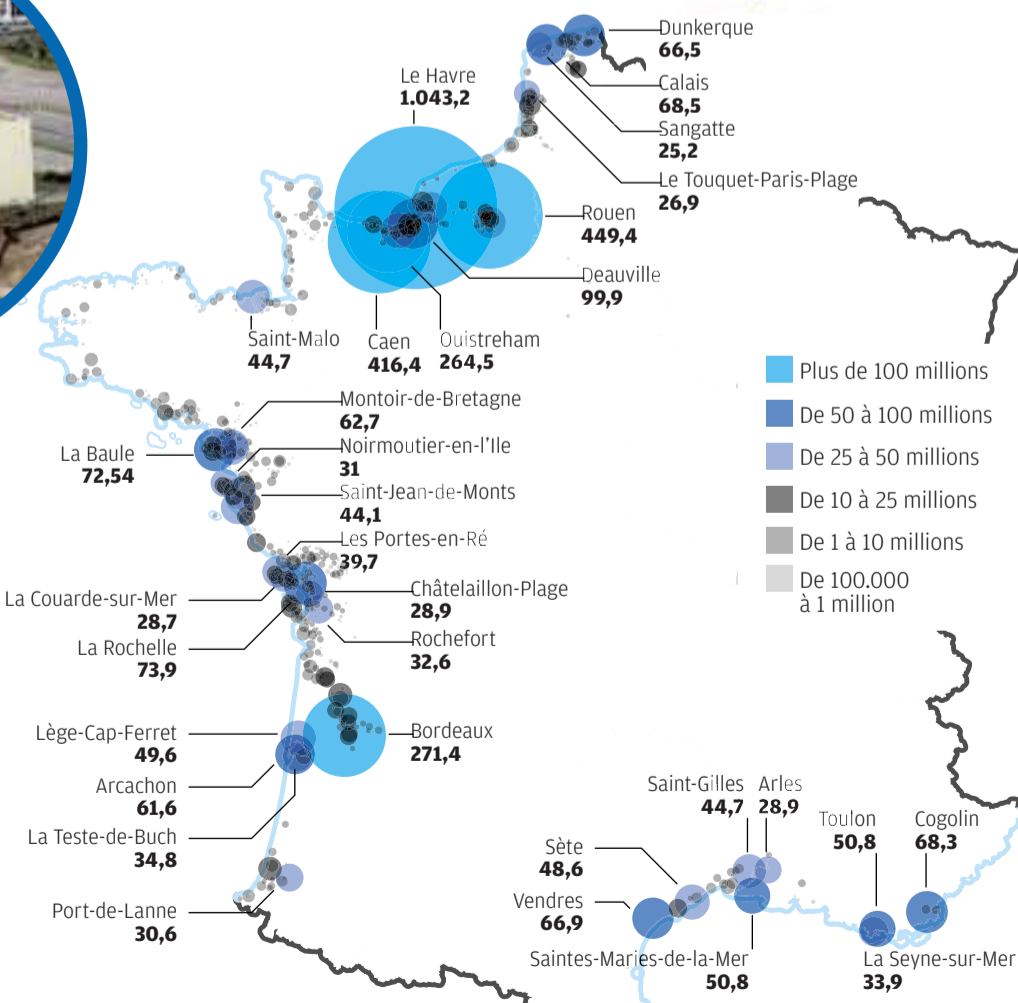 Dunkerque
66,5
Calais
68,5
Sangatte
25,2
Le Touquet-Paris-Plage
26,9
Le Havre
1.043,2
Rouen
449,4
Deauville
99,9
Saint-Malo
44,7
Caen
416,4
Ouistreham
264,5
Plus de 100 millions
De 50 à 100 millions
De 25 à 50 millions
De 10 à 25 millions
De 1 à 10 millions
De 100.000
à 1 million
Montoir-de-Bretagne
62,7
La Baule
72,54
Noirmoutier-en-l'Ile
31
Saint-Jean-de-Monts
44,1
Les Portes-en-Ré
39,7
La Couarde-sur-Mer
28,7
Châtelaillon-Plage
28,9
La Rochelle
73,9
Rochefort
32,6
Lège-Cap-Ferret
49,6
Bordeaux
271,4
Arcachon
61,6
La Teste-de-Buch
34,8
Port-de-Lanne
30,6
Saint-Gilles
44,7
Arles
28,9
Toulon
50,8
Cogolin
68,3
Sète
48,6
Vendres
66,9
Saintes-Maries-de-la-Mer
50,8
La Seyne-sur-Mer
33,9